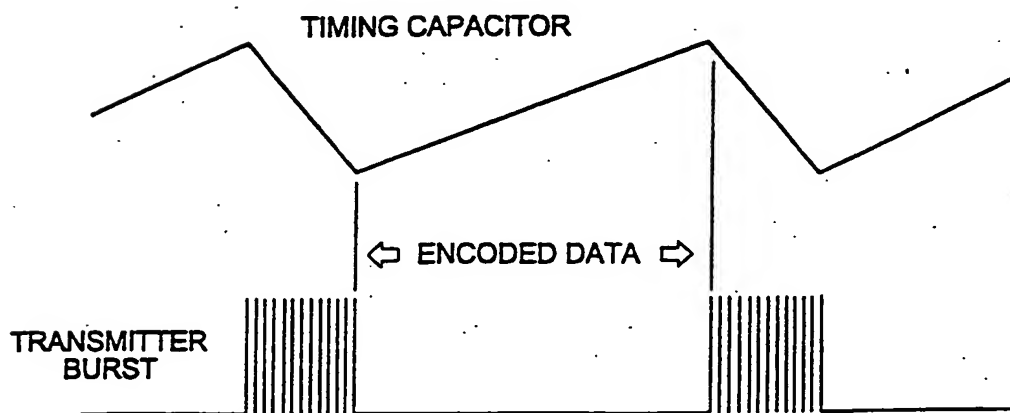 TIMING CAPACITOR
ENCODED DATA
TRANSMITTER
BURST